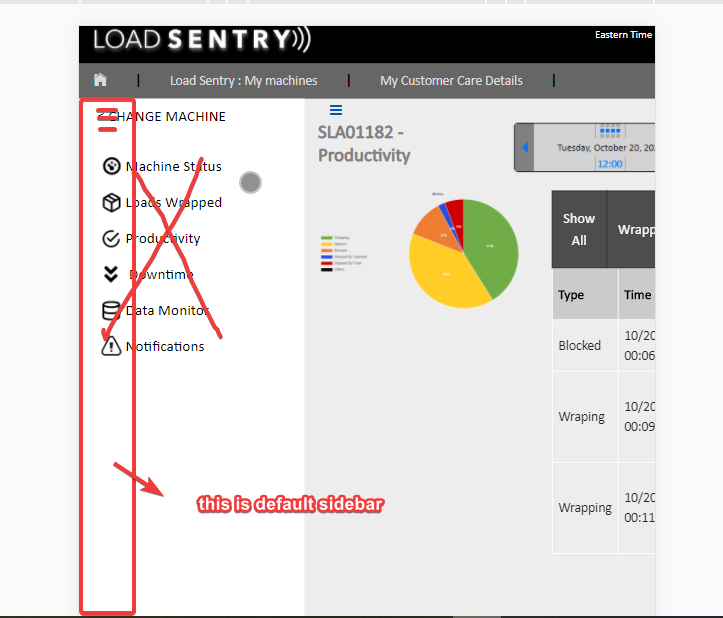 LOAD SENTRY
Eastern Time
Load Sentry : My machines
My Customer Care Details
CHANGE MACHINE
SLA01182 -
Productivity
Tuesday, October 20, 20
12:00
Machine Status
Loads Wrapped
Productivity
Downtime
Data Monitor
Notifications
Show
All
Wrapp
Type
Time
Blocked
10/20
00:06
Wraping
10/20
00:09
Wrapping
10/20
00:11
this is default sidebar